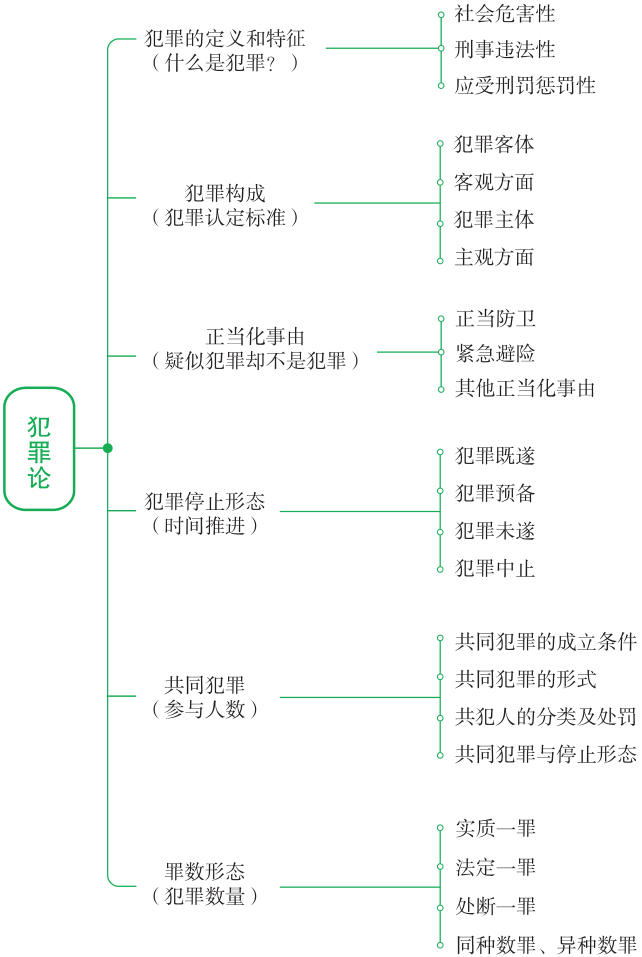 犯罪论
犯罪的定义和特征
（什么是犯罪？）
社会危害性
刑事违法性
应受刑罚惩罚性
犯罪构成
（犯罪认定标准）
犯罪客体
客观方面
犯罪主体
主观方面
正当化事由
（疑似犯罪却不是犯罪）
正当防卫
紧急避险
其他正当化事由
犯罪停止形态
（时间推进）
犯罪既遂
犯罪预备
犯罪未遂
犯罪中止
共同犯罪
（参与人数）
共同犯罪的成立条件
共同犯罪的形式
共犯人的分类及处罚
共同犯罪与停止形态
罪数形态
（犯罪数量）
实质一罪
法定一罪
处断一罪
同种数罪、异种数罪